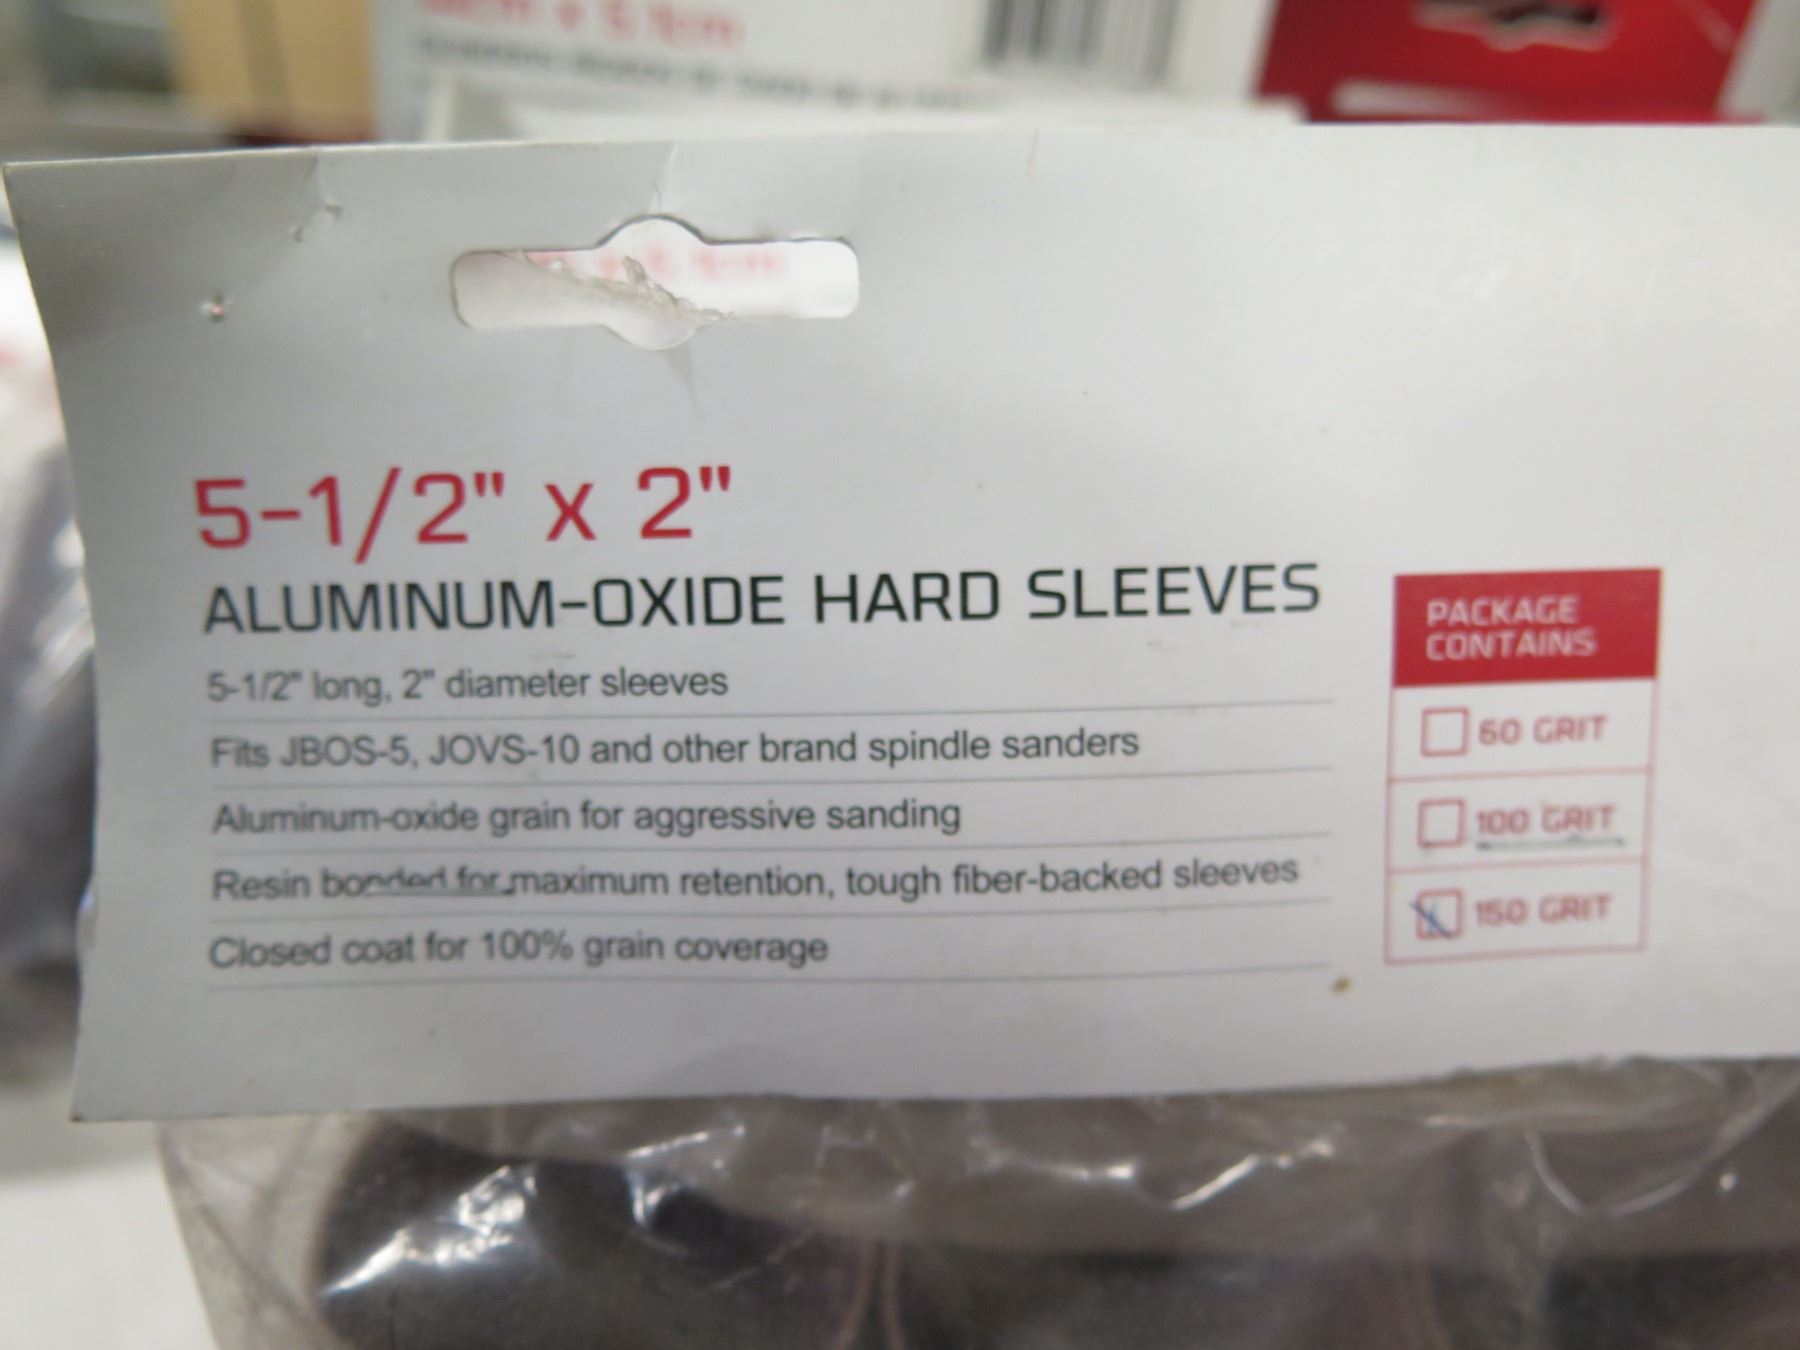 5-1/2" x 2"
ALUMINUM-OXIDE HARD SLEEVES
5-1/2" long, 2" diameter sleeves
Fits JBOS-5, JOVS-10 and other brand spindle sanders
Aluminum-oxide grain for aggressive sanding
Resin bonded for maximum retention, tough fiber-backed sleeves
Closed coat for 100% grain coverage
PACKAGE
CONTAINS
60 GRIT
100 GRIT
150 GRIT